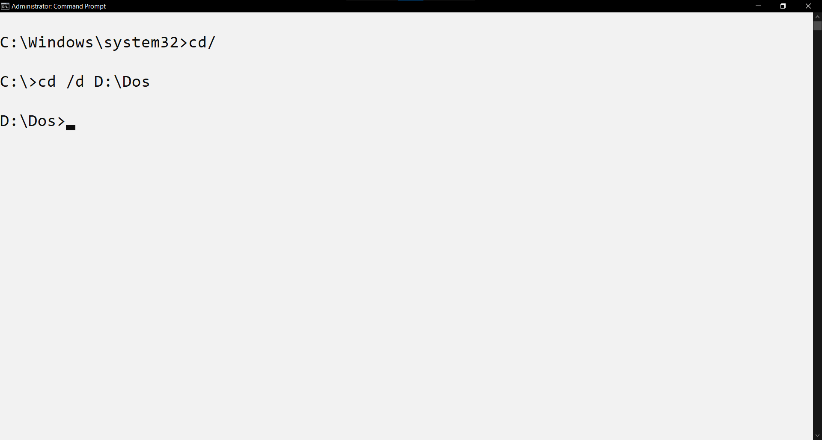 Administrator: Command Prompt
C:\Windows\system32>cd/
C:\>cd /d D:\Dos
D:\Dos>